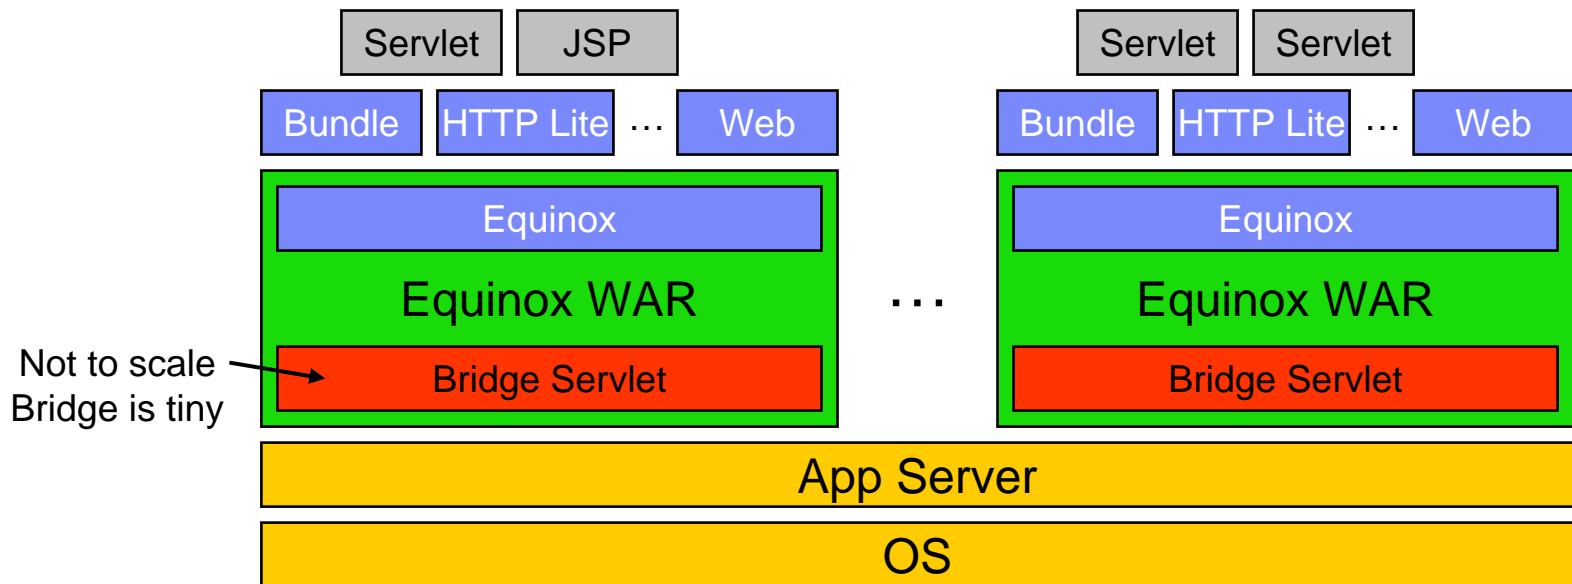 Servlet JSP Servlet Servlet
Bundle HTTP Lite … Web Bundle HTTP Lite … Web
Equinox Equinox
Equinox WAR … Equinox WAR
Not to scale
Bridge is tiny
Bridge Servlet Bridge Servlet
App Server
OS